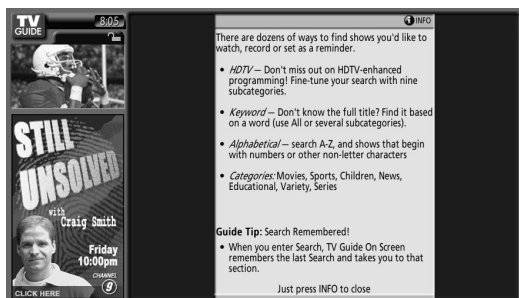 TV
GUIDE
8:05
INFO
There are dozens of ways to find shows you'd like to
watch, record or set as a reminder.
• HDTV – Don't miss out on HDTV-enhanced
programming! Fine-tune your search with nine
subcategories.
• Keyword – Don't know the full title? Find it based
on a word (use All or several subcategories).
• Alphabetical – search A-Z, and shows that begin
with numbers or other non-letter characters
• Categories: Movies, Sports, Children, News,
Educational, Variety, Series
Guide Tip: Search Remembered!
• When you enter Search, TV Guide On Screen
remembers the last Search and takes you to that
section.
Just press INFO to close
STILL
UNSOLVED
with
Craig Smith
Friday
10:00pm
CHANNEL
9
CLICK HERE